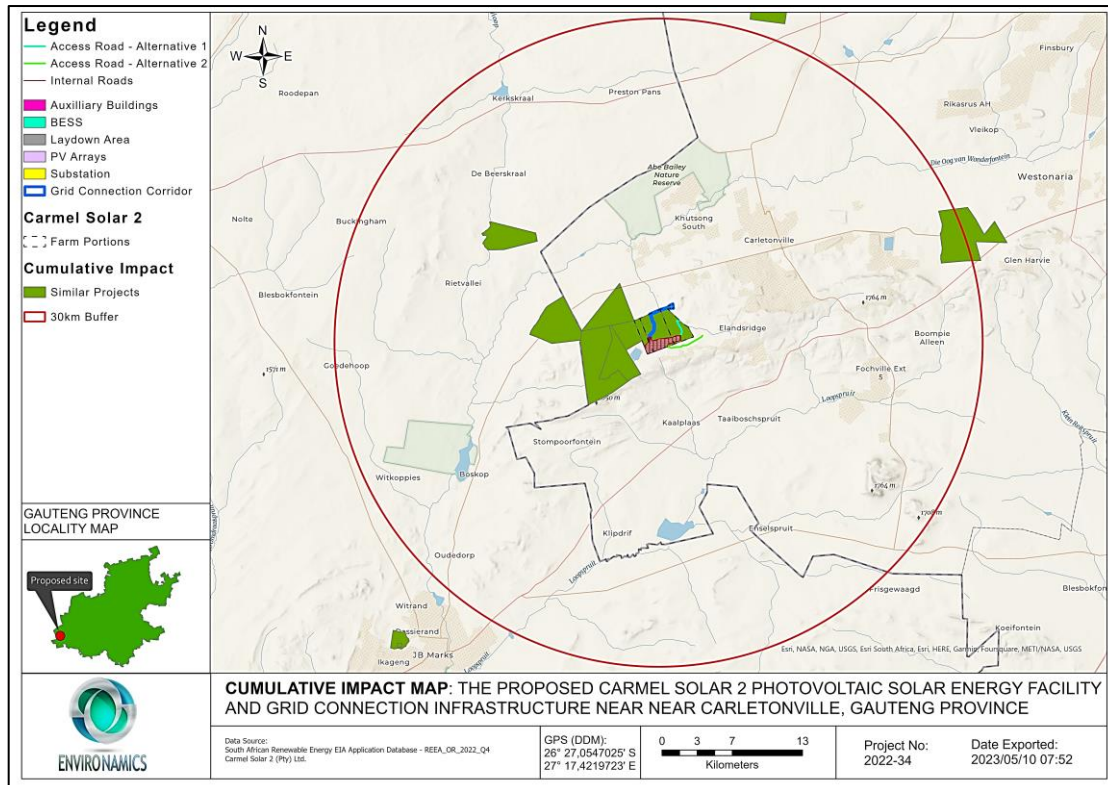 Legend
Access Road - Alternative 1
Access Road - Alternative 2
Internal Roads
Auxilliary Buildings
BESS
Laydown Area
PV Arrays
Substation
Grid Connection Corridor
Carmel Solar 2
Farm Portions
Cumulative Impact
Similar Projects
30km Buffer
GAUTENG PROVINCE
LOCALITY MAP
Proposed site
N
W
E
S
Roodepan
Kerkskraal
Preston Pans
Finsbury
Rikasrus AH
Vleikop
Die Oog van Wonderfontein
Westonaria
Abe Bailey
Nature
Reserve
De Beerskraal
Nolte
Buckingham
Khutsong
South
Carletonville
Glen Harvie
Rietvallei
Blesbokfontein
1764 m
Elandsridge
Boompie
Alleen
1571 m
Goedehoop
Fochville Ext
5
Loopspruit
Kaalplaas
Taaiboschspruit
Stompoorfontein
Witkoppies
Boskop
1764 m
Klipdrif
Enselspruit
Oudedorp
Loopspruit
Frisgewaagd
Blesbokfontein
Witrand
Dassierand
Koeifontein
JB Marks
Ikageng
Loopspruit
Esri, NASA, NGA, USGS, Esri South Africa, Esri, HERE, Garmin, Foursquare, METI/NASA, USGS
ENVIRONAMICS
CUMULATIVE IMPACT MAP: THE PROPOSED CARMEL SOLAR 2 PHOTOVOLTAIC SOLAR ENERGY FACILITY
AND GRID CONNECTION INFRASTRUCTURE NEAR NEAR CARLETONVILLE, GAUTENG PROVINCE
Data Source:
South African Renewable Energy EIA Application Database - REEA_OR_2022_Q4
Carmel Solar 2 (Pty) Ltd.
GPS (DDM):
26° 27,0547025' S
27° 17,4219723' E
0 3 7 13
Kilometers
Project No:
2022-34
Date Exported:
2023/05/10 07:52